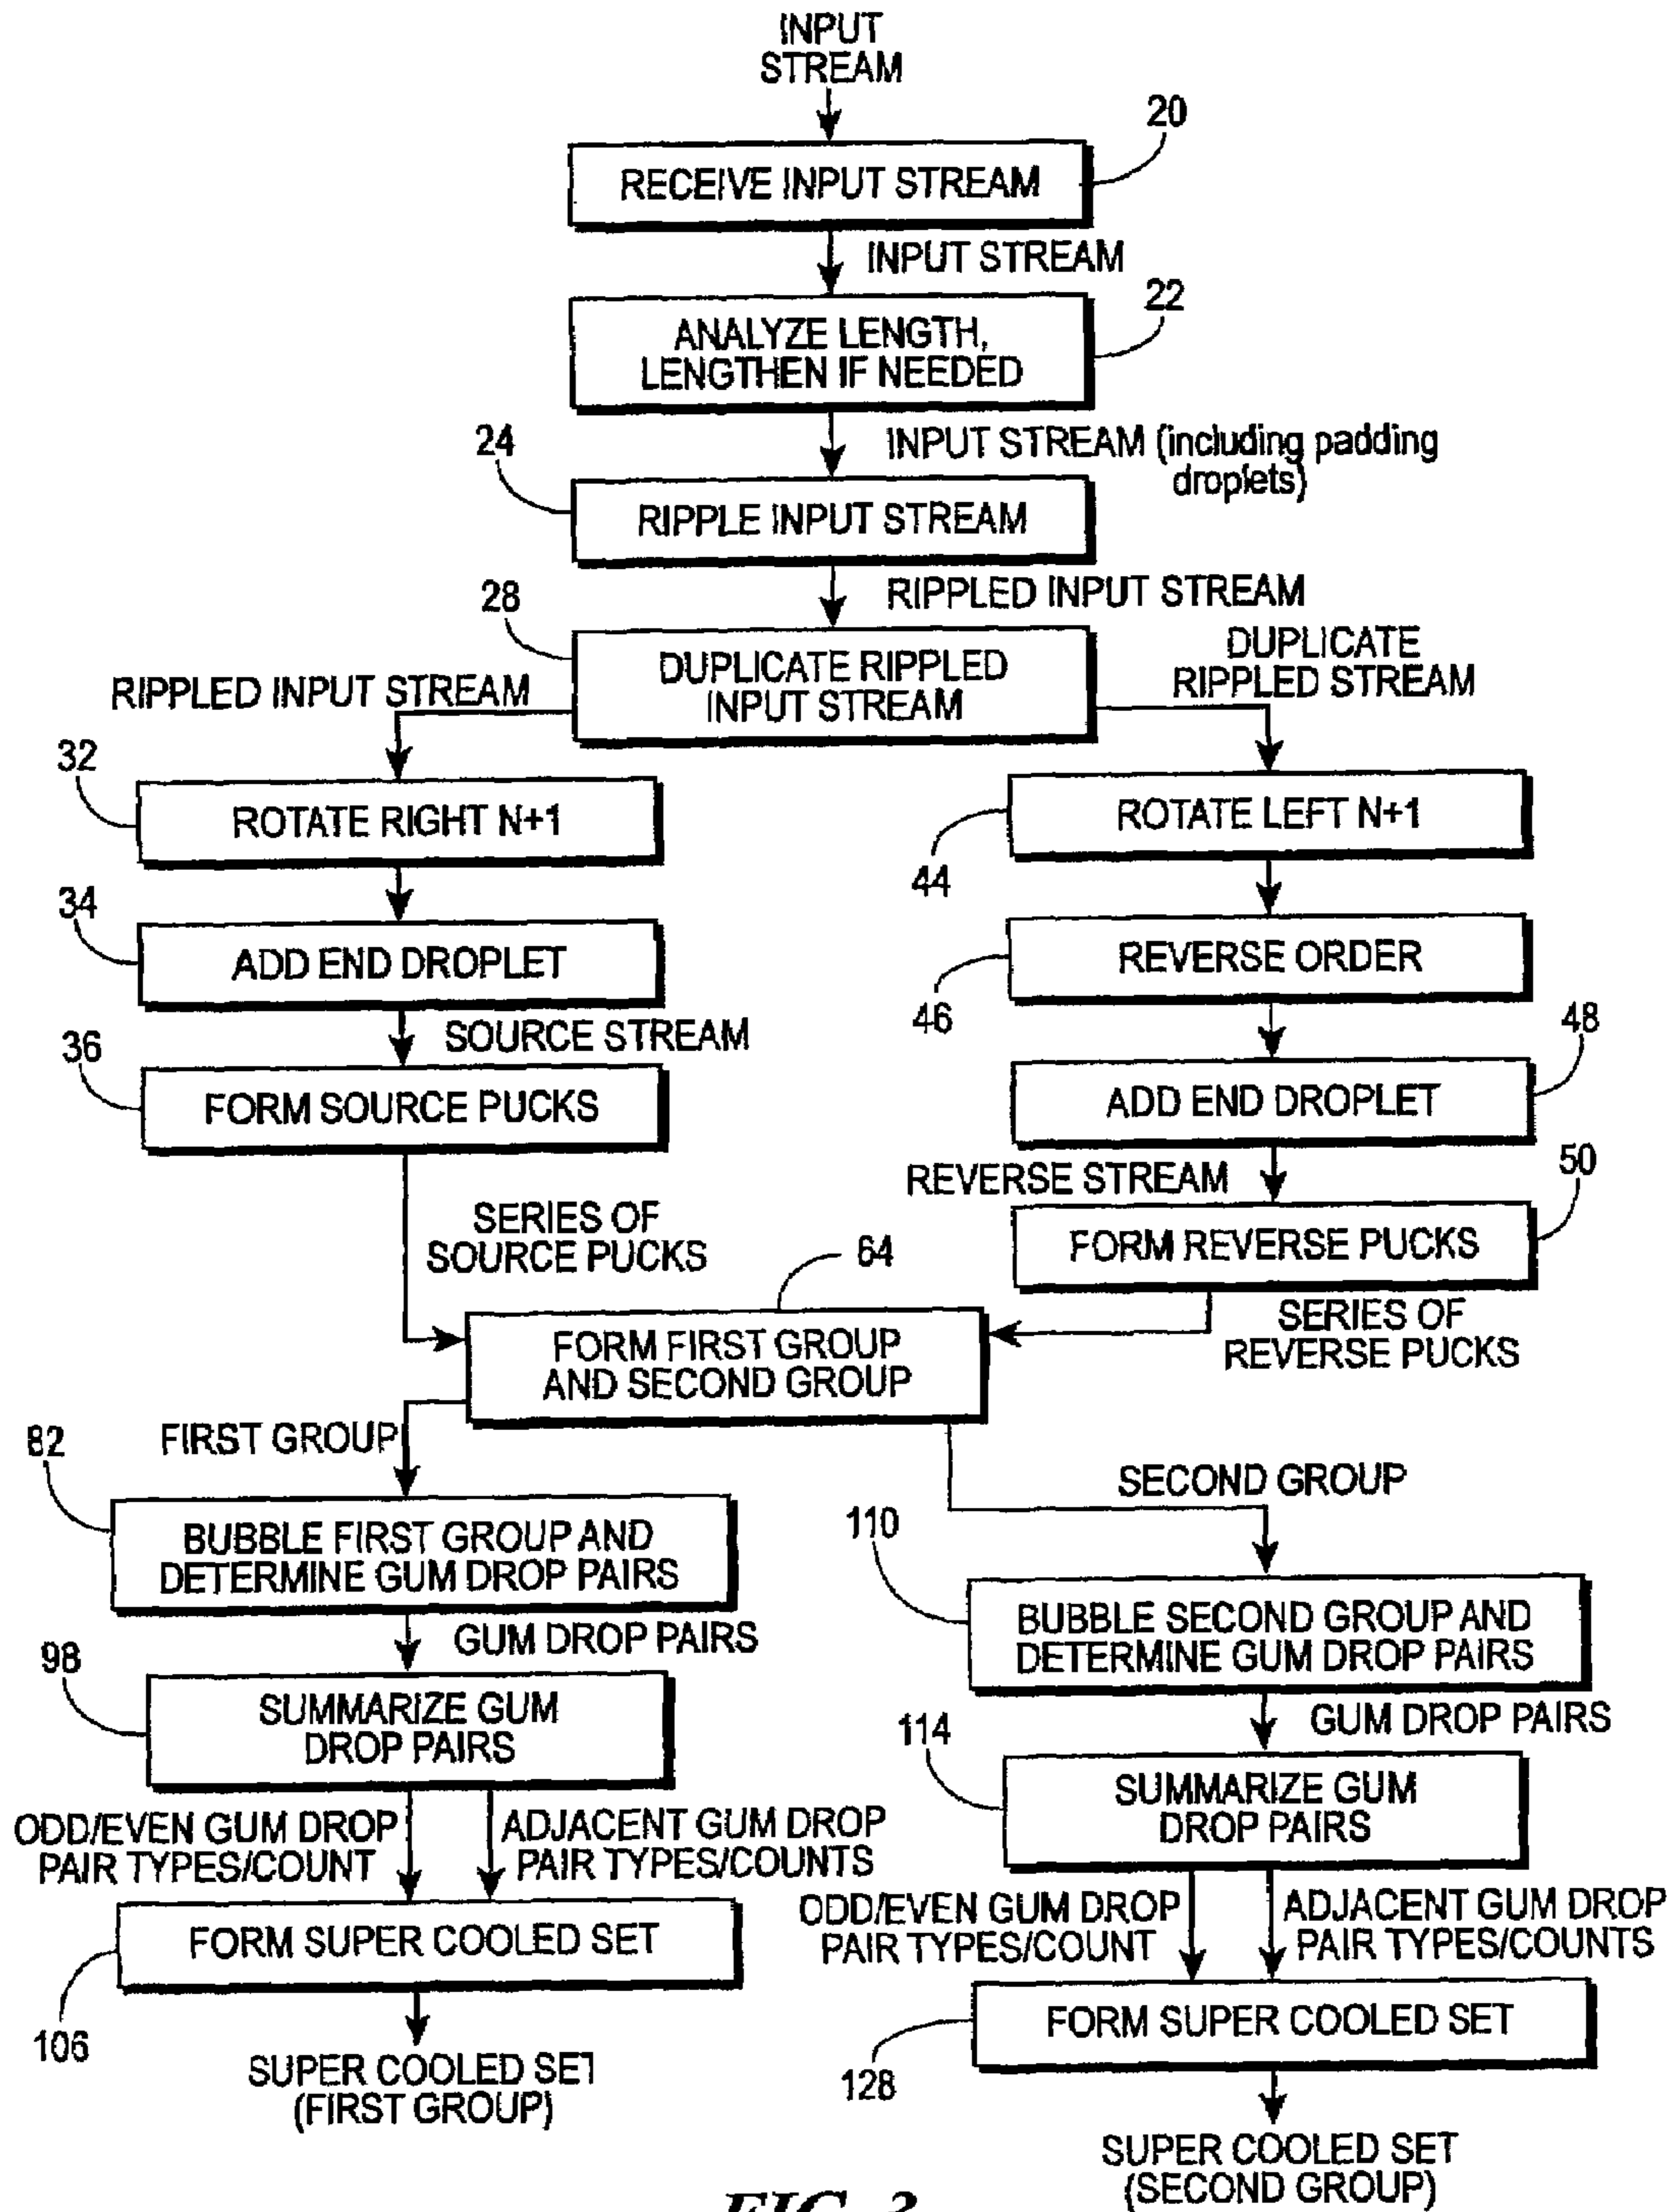 INPUT
STREAM
20
RECEIVE INPUT STREAM
INPUT STREAM
22
ANALYZE LENGTH,
LENGTHEN IF NEEDED
24
INPUT STREAM (including padding
droplets)
RIPPLE INPUT STREAM
28
RIPPLED INPUT STREAM
DUPLICATE RIPPLED
INPUT STREAM
RIPPLED INPUT STREAM
DUPLICATE
RIPPLED STREAM
32
ROTATE RIGHT N+1
34
ADD END DROPLET
SOURCE STREAM
36
FORM SOURCE PUCKS
SERIES OF
SOURCE PUCKS
ROTATE LEFT N+1
44
REVERSE ORDER
46
48
ADD END DROPLET
REVERSE STREAM
50
FORM REVERSE PUCKS
SERIES OF
REVERSE PUCKS
64
FORM FIRST GROUP
AND SECOND GROUP
FIRST GROUP
82
BUBBLE FIRST GROUP AND
DETERMINE GUM DROP PAIRS
GUM DROP PAIRS
98
SUMMARIZE GUM
DROP PAIRS
ODD/EVEN GUM DROP
PAIR TYPES/COUNT
ADJACENT GUM DROP
PAIR TYPES/COUNTS
FORM SUPER COOLED SET
106
SUPER COOLED SET
(FIRST GROUP)
SECOND GROUP
110
BUBBLE SECOND GROUP AND
DETERMINE GUM DROP PAIRS
GUM DROP PAIRS
114
SUMMARIZE GUM
DROP PAIRS
ODD/EVEN GUM DROP
PAIR TYPES/COUNT
ADJACENT GUM DROP
PAIR TYPES/COUNTS
FORM SUPER COOLED SET
128
SUPER COOLED SET
(SECOND GROUP)
FIG. 3